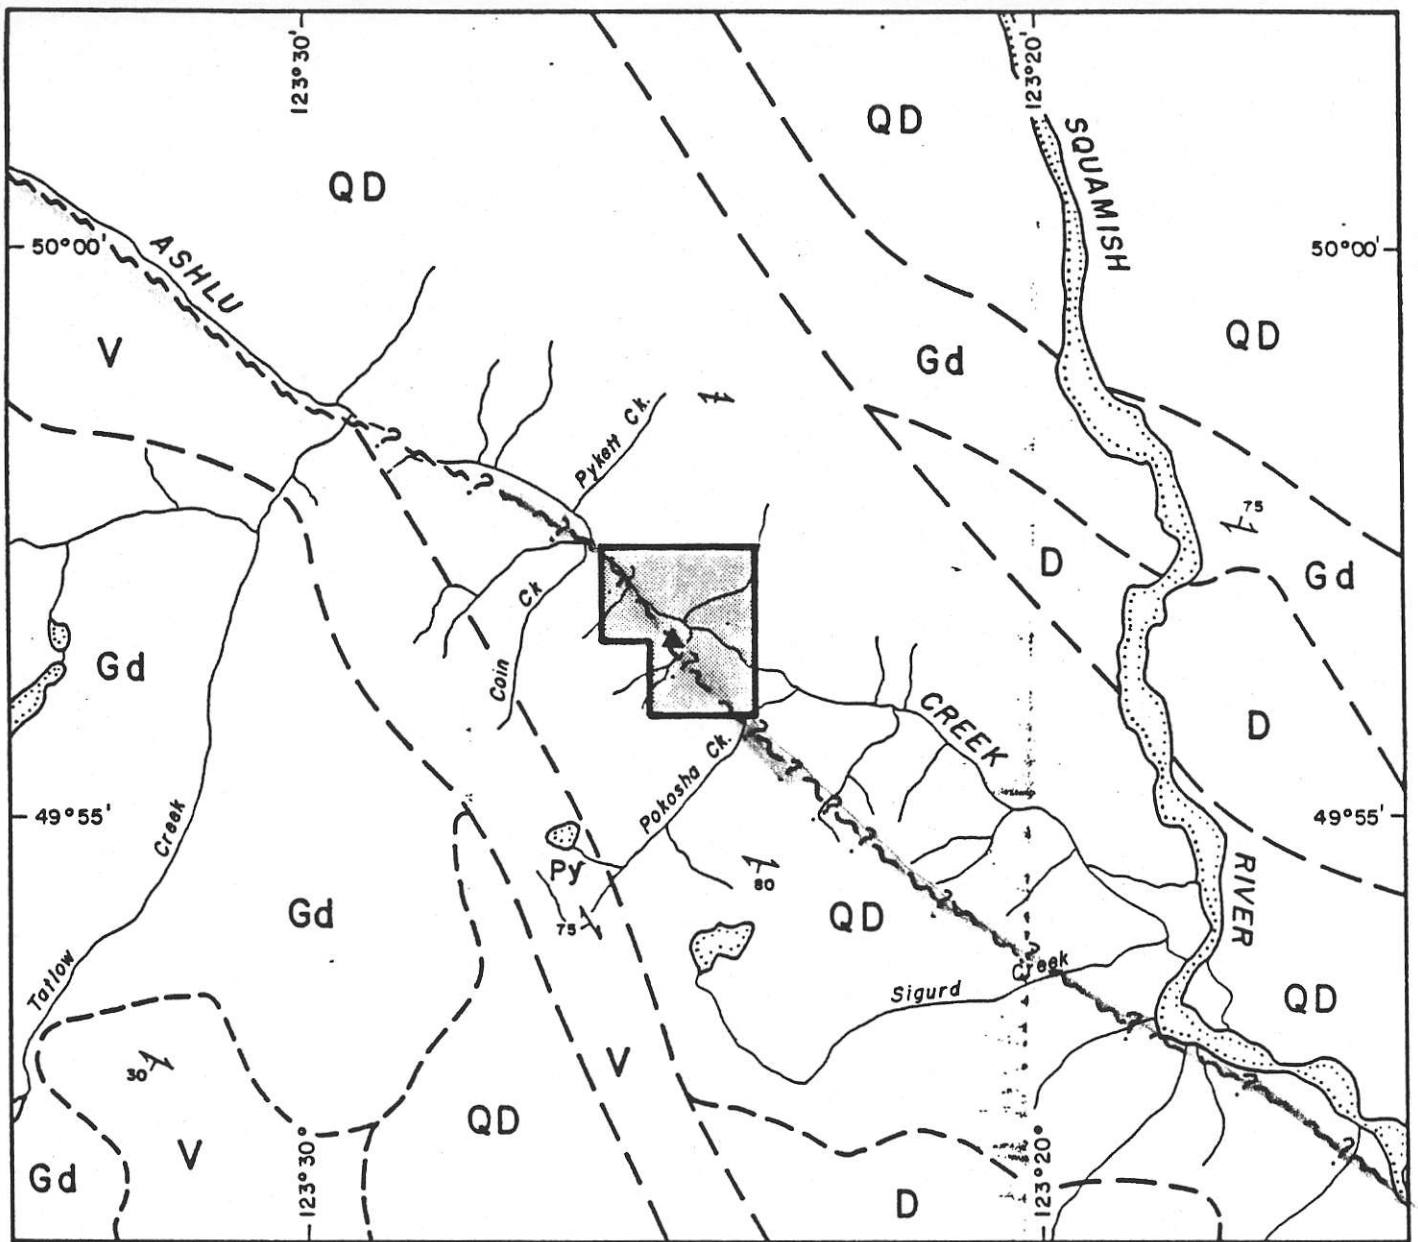 123°30'
123°20'
QD
SQUAMISH
QD
ASHLU
50°00'
50°00'
QD
V
Gd
?
Pykett Ck.
?
75
?
D
Gd
Coin Ck
?
Gd
?
CREEK
D
?
Pokosha Ck.
?
49°55'
49°55'
?
Creek
?
Py
80
RIVER
Gd
QD
?
75
?
Tatlow
Sigurd Creek
QD
?
V
30
?
QD
V
?
Gd
D
123°30'
123°20'